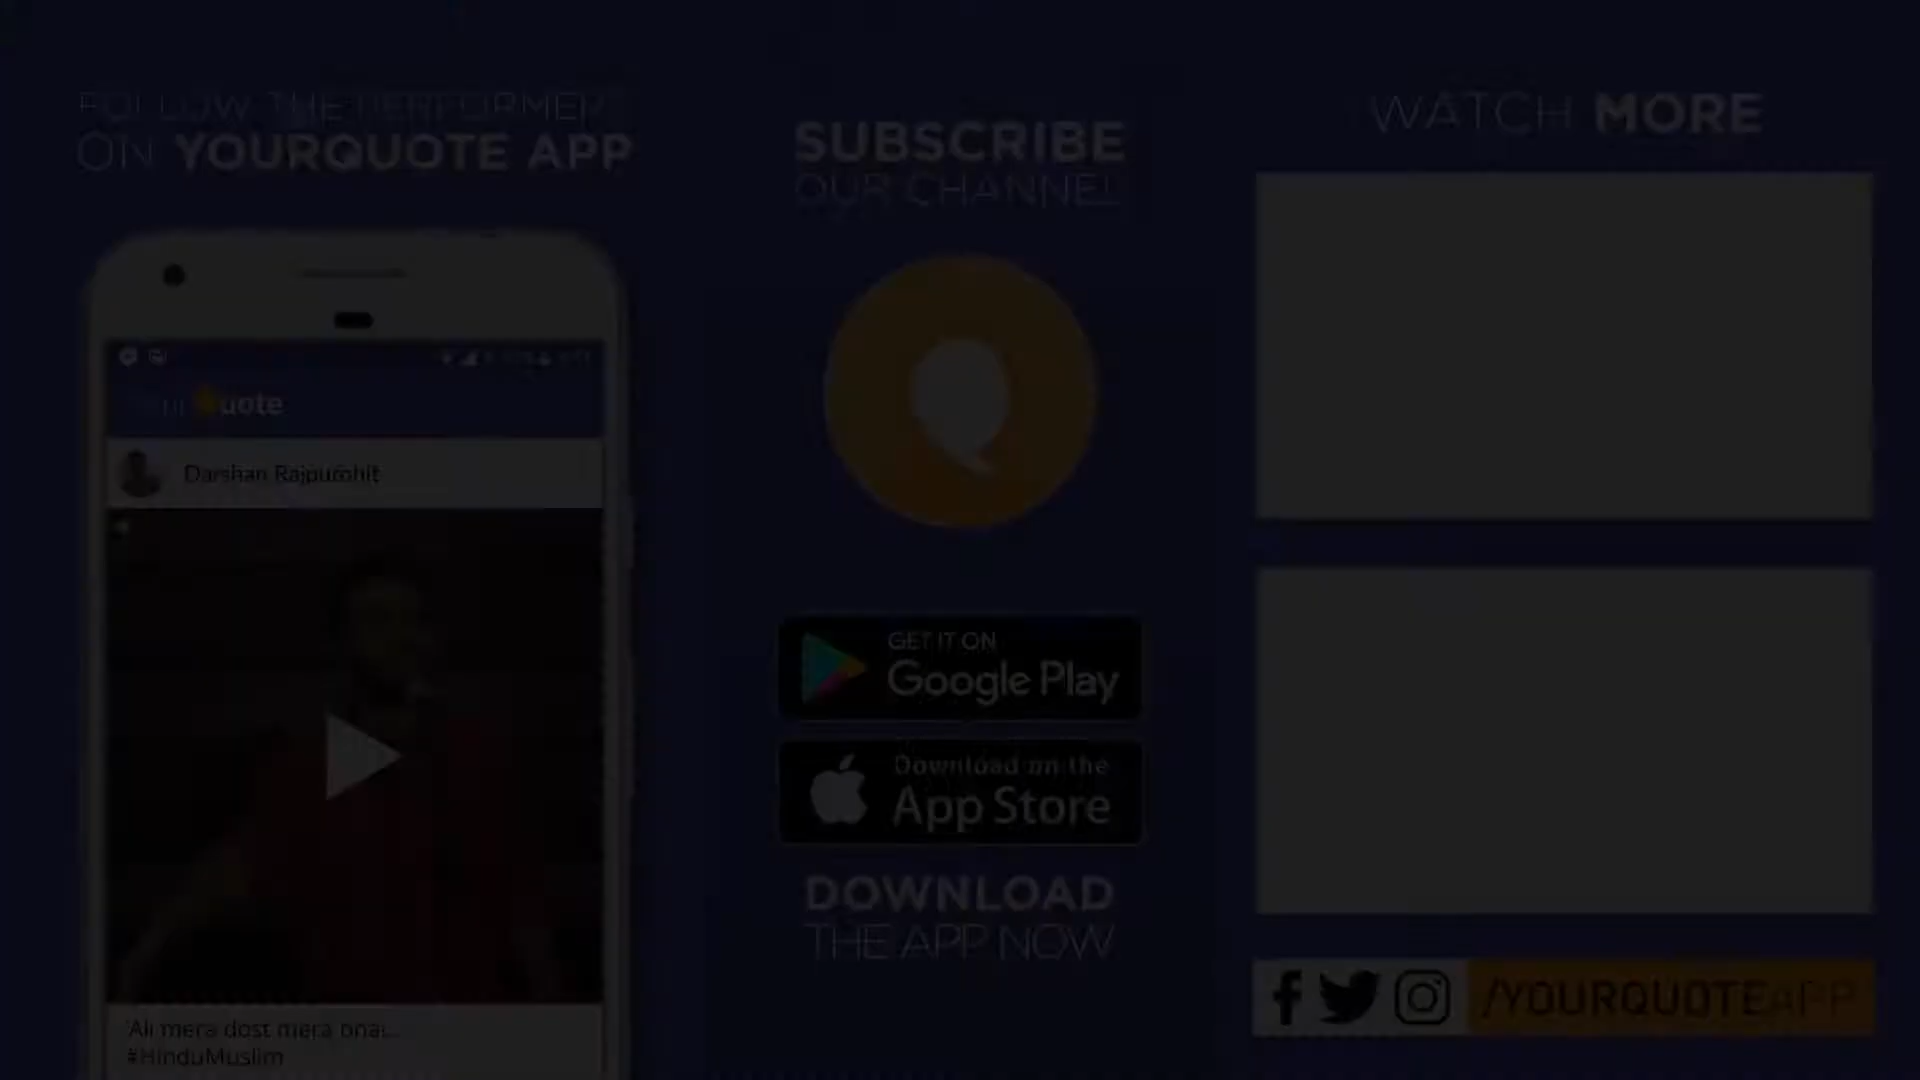 FOLLOW THE PERFORMER
ON YOURQUOTE APP
uote
Darshan Rajpurohit
'Ali mera dost mera bhai...
#HinduMuslim
SUBSCRIBE
OUR CHANNEL
GET IT ON
Google Play
Download on the
App Store
DOWNLOAD
THE APP NOW
WATCH MORE
/YOURQUOTEAPP